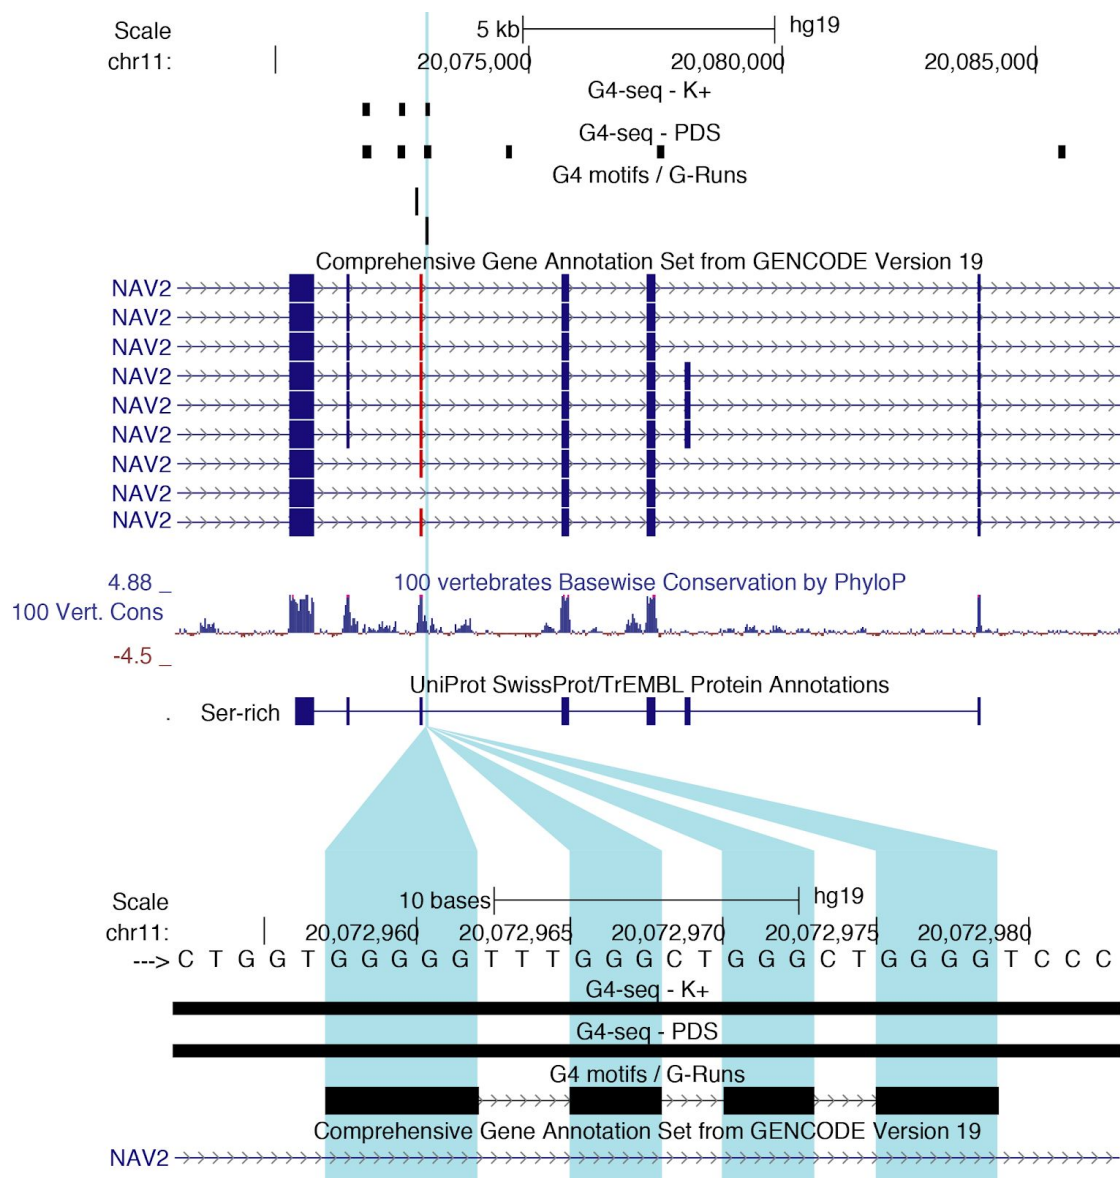 Scale 5 kb hg19
chr11: 20,075,000 20,080,000 20,085,000
G4-seq - K+
G4-seq - PDS
G4 motifs / G-Runs
Comprehensive Gene Annotation Set from GENCODE Version 19
NAV2
NAV2
NAV2
NAV2
NAV2
NAV2
NAV2
NAV2
NAV2
4.88 _ 100 vertebrates Basewise Conservation by PhyloP
100 Vert. Cons
-4.5 _
UniProt SwissProt/TrEMBL Protein Annotations
. Ser-rich
Scale 10 bases hg19
chr11: 20,072,960 20,072,965 20,072,970 20,072,975 20,072,980
---> C T G G T G G G G G T T T G G G C T G G G C T G G G G T C C C
G4-seq - K+
G4-seq - PDS
G4 motifs / G-Runs
Comprehensive Gene Annotation Set from GENCODE Version 19
NAV2